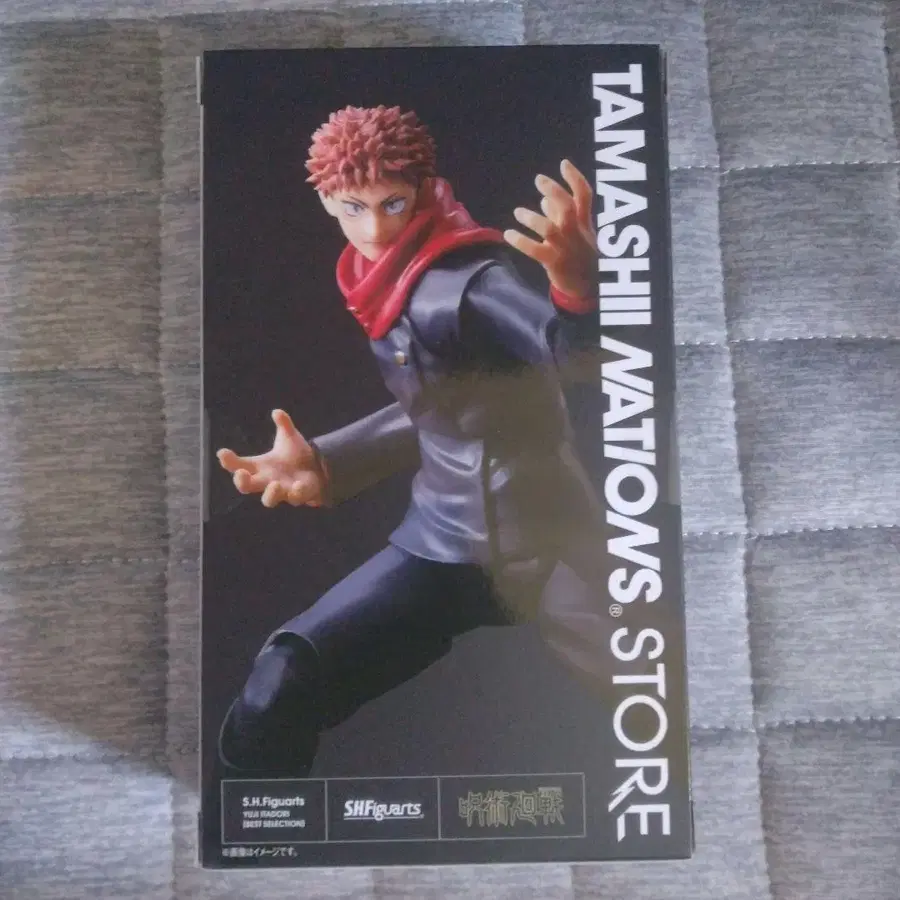 TAMASHII NATIONS® STORE
S.H.Figuarts
YUJI ITADORI
[BEST SELECTION]
S.H.Figuarts
呪術廻戦
※画像はイメージです。